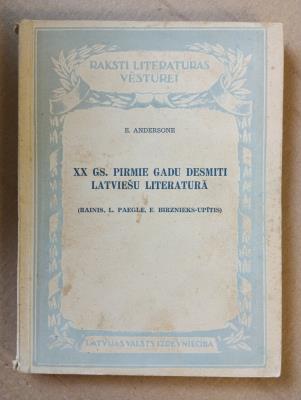 RAKSTI LITERATŪRAS
VĒSTUREI
E. ANDERSONE
XX GS. PIRMIE GADU DESMITI
LATVIEŠU LITERATŪRĀ
(RAINIS, L. PAEGLE, E. BIRZNIEKS-UPĪTIS)
LATVIJAS VALSTS IZDEVNIECĪBA